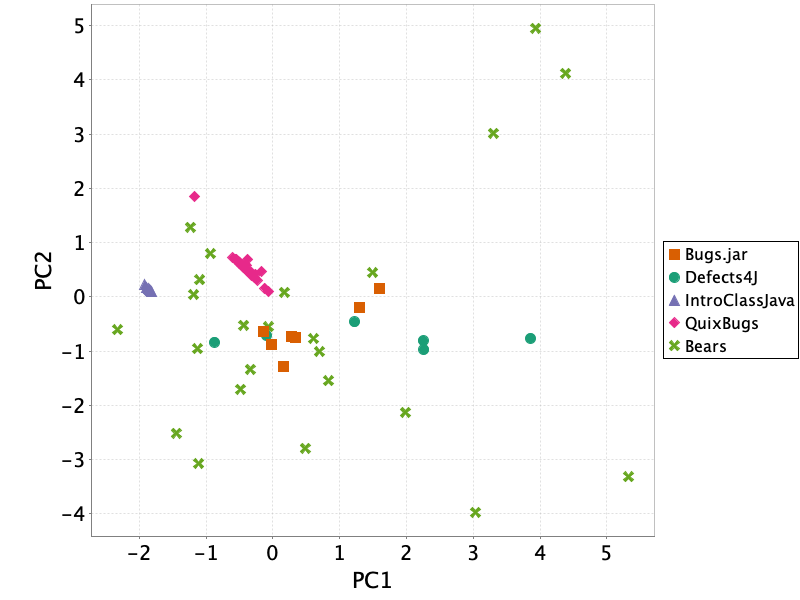 PC2
5
4
3
2
1
0
−1
−2
−3
−4
−2
−1
0
1
2
3
4
5
PC1
Bugs.jar
Defects4J
IntroClassJava
QuixBugs
Bears